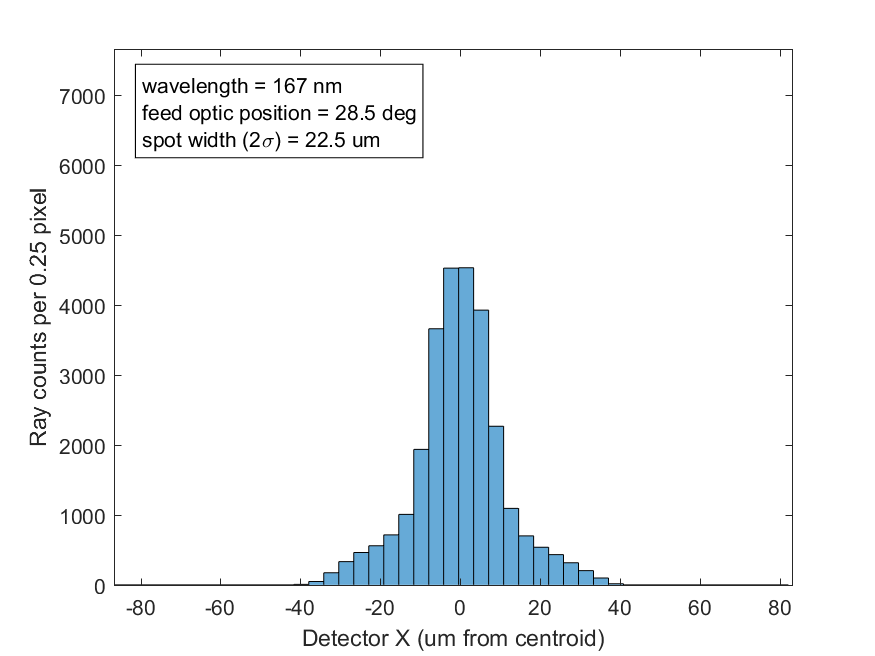 wavelength = 167 nm
feed optic position = 28.5 deg
spot width (2σ) = 22.5 um
7000
6000
5000
4000
3000
2000
1000
0
Ray counts per 0.25 pixel
-80 -60 -40 -20 0 20 40 60 80
Detector X (um from centroid)